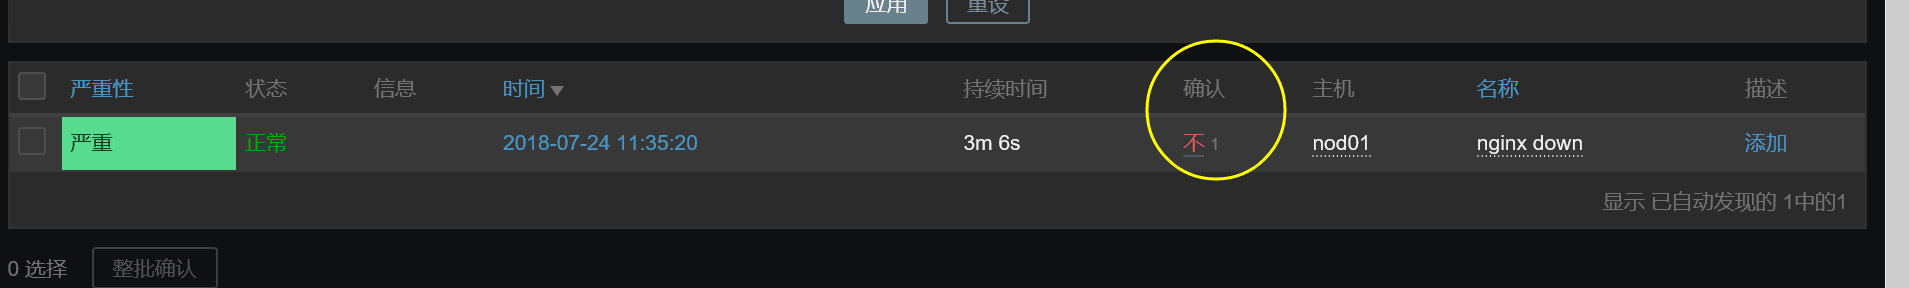 应用 重设
严重性 状态 信息 时间 持续时间 确认 主机 名称 描述
严重 正常 2018-07-24 11:35:20 3m 6s 不 1 nod01 nginx down 添加
显示 已自动发现的 1中的1
0 选择 整批确认